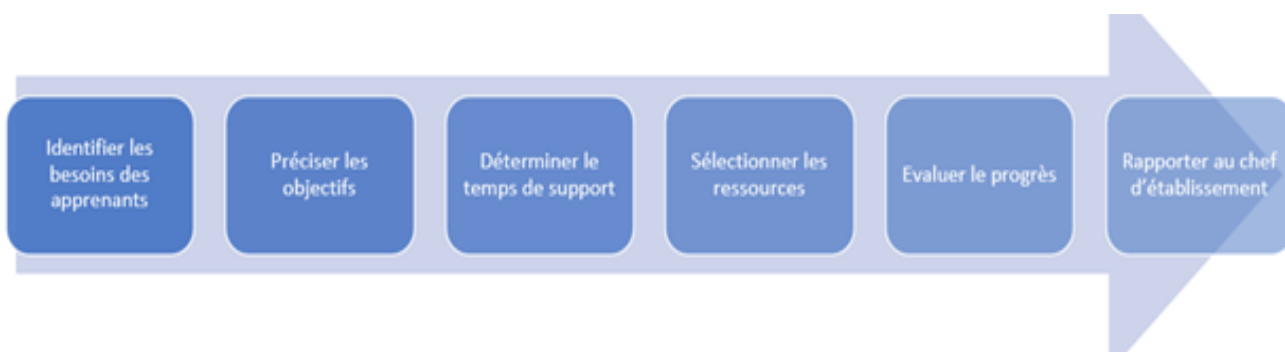 Identifier les
besoins des
apprenants
Préciser les
objectifs
Déterminer le
temps de support
Sélectionner les
ressources
Evaluer le progrès
Rapporter au chef
d'établissement